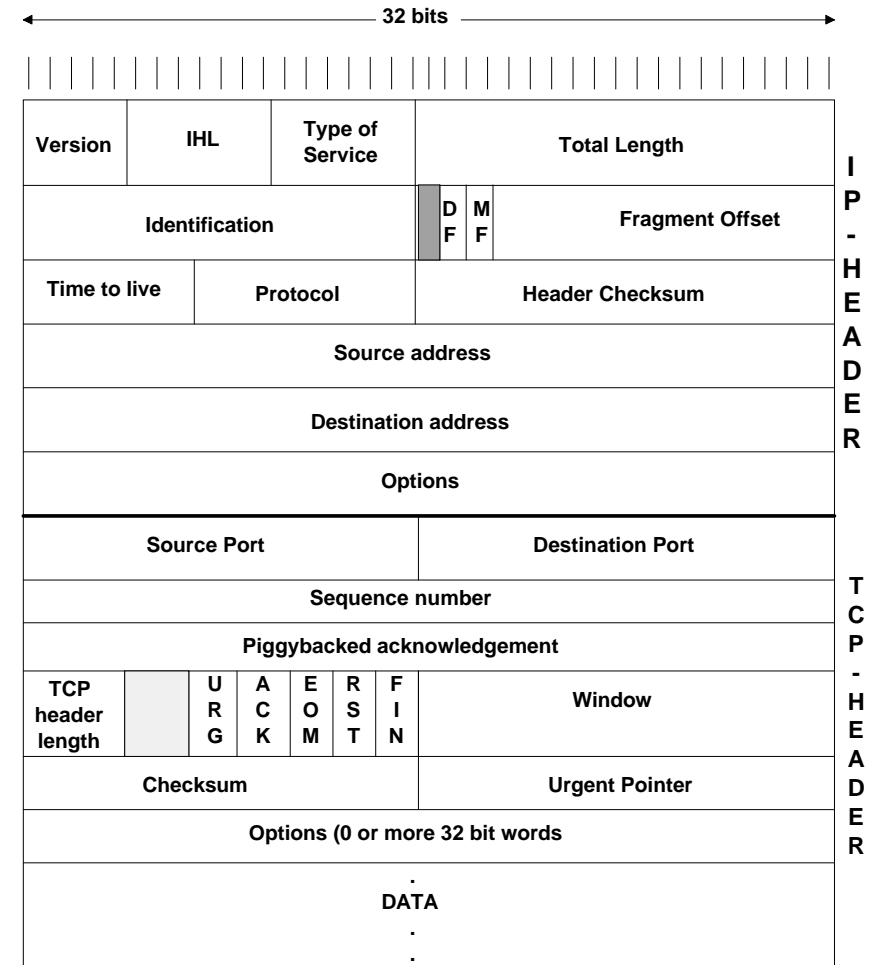 32 bits
Version
IHL
Type of
Service
Total Length
Identification
D
F
M
F
Fragment Offset
Time to live
Protocol
Header Checksum
Source address
Destination address
Options
I
P
-
H
E
A
D
E
R
Source Port
Destination Port
Sequence number
Piggybacked acknowledgement
TCP
header
length
U
R
G
A
C
K
E
O
M
R
S
T
F
I
N
Window
Checksum
Urgent Pointer
Options (0 or more 32 bit words
.
DATA
.
.
T
C
P
-
H
E
A
D
E
R